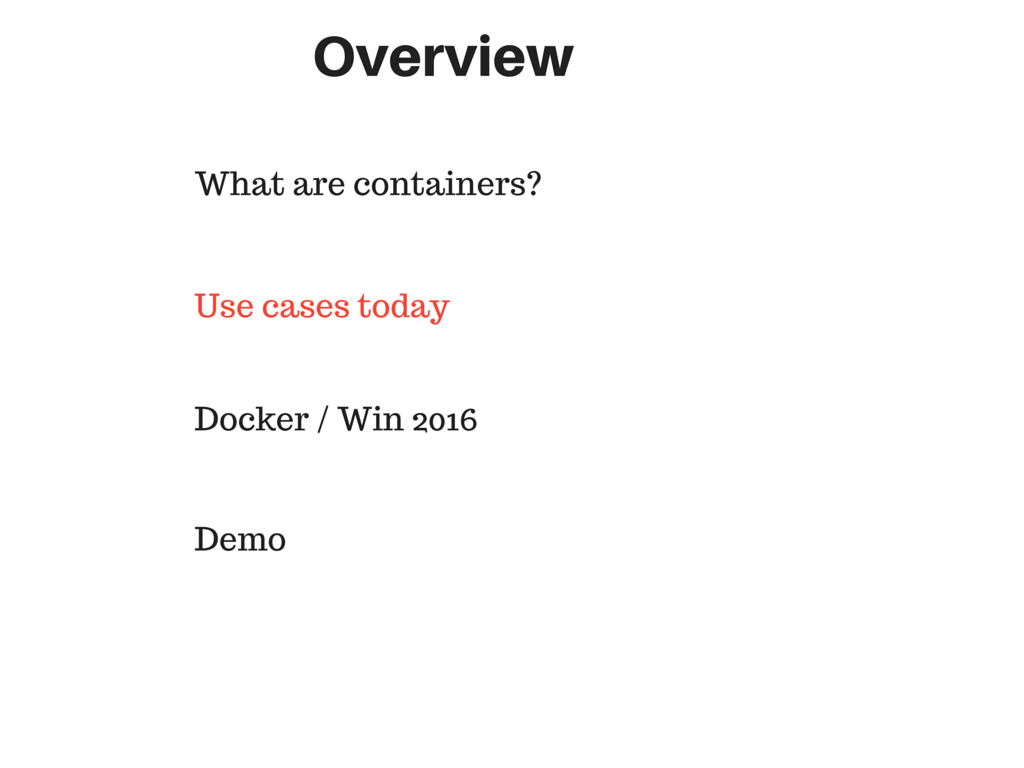 Overview
What are containers?
Use cases today
Docker / Win 2016
Demo